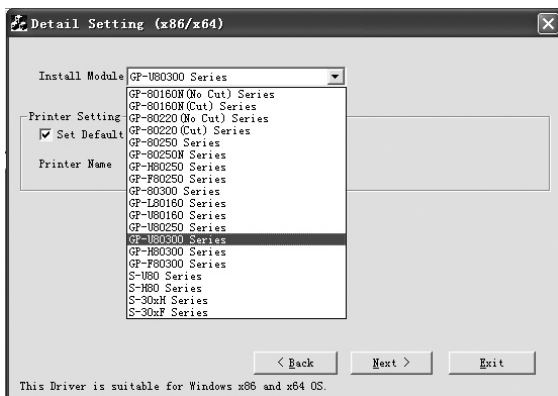 Detail Setting (x86/x64)
Install Module GP-U80300 Series
GP-80160N(No Cut) Series
GP-80160N(Cut) Series
GP-80220(No Cut) Series
GP-80220(Cut) Series
GP-80250 Series
GP-80250N Series
GP-H80250 Series
GP-F80250 Series
GP-80300 Series
GP-L80160 Series
GP-U80160 Series
GP-U80250 Series
GP-U80300 Series
GP-H80300 Series
GP-F80300 Series
S-U80 Series
S-H80 Series
S-30xH Series
S-30xF Series
Printer Setting
Set Default
Printer Name
< Back
Next >
Exit
This Driver is suitable for Windows x86 and x64 OS.